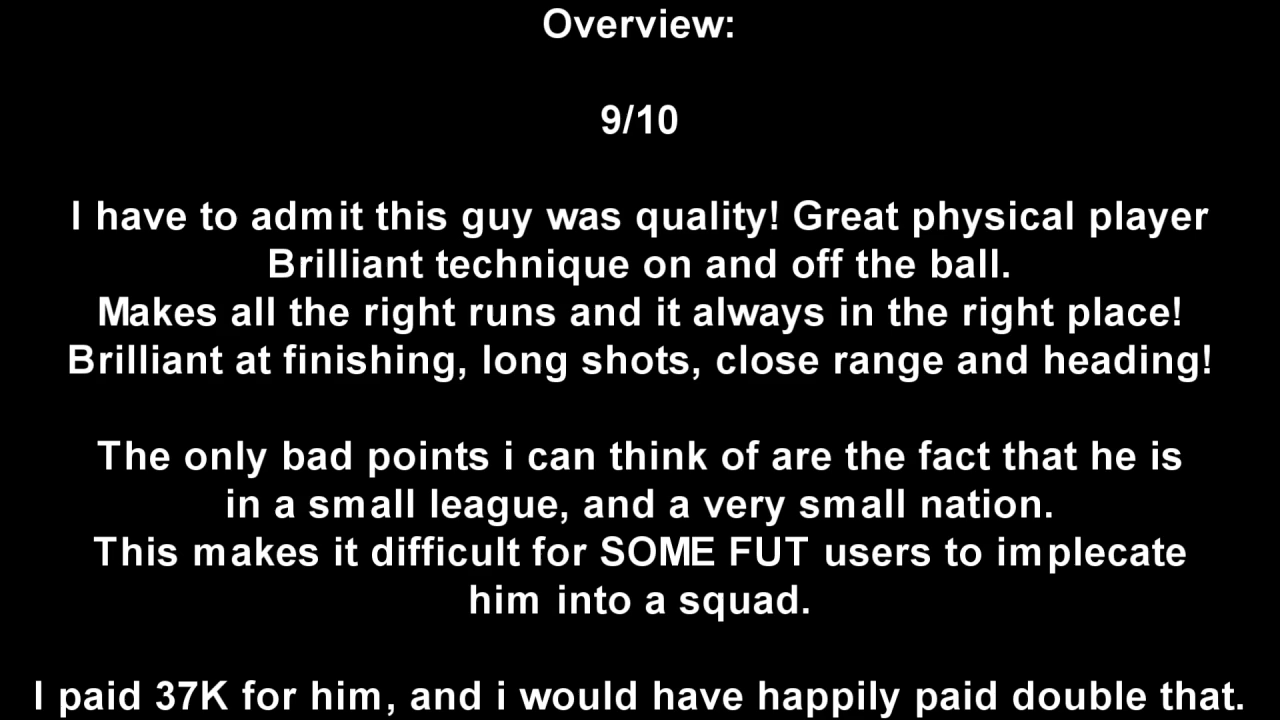 Overview:
9/10
I have to admit this guy was quality! Great physical player
Brilliant technique on and off the ball.
Makes all the right runs and it always in the right place!
Brilliant at finishing, long shots, close range and heading!
The only bad points i can think of are the fact that he is
in a small league, and a very small nation.
This makes it difficult for SOME FUT users to implecate
him into a squad.
I paid 37K for him, and i would have happily paid double that.